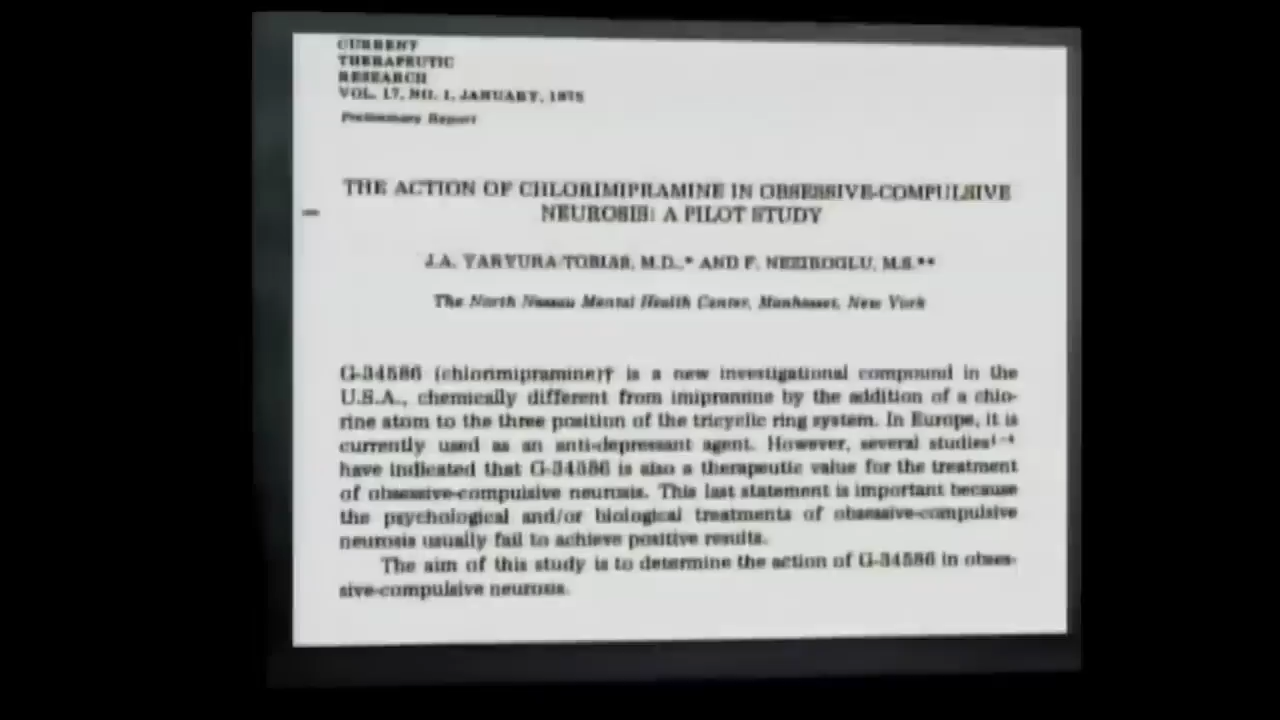 CURRENT
THERAPEUTIC
RESEARCH
VOL. 17, NO. 1, JANUARY, 1975
Preliminary Report
THE ACTION OF CHLORIMIPRAMINE IN OBSESSIVE-COMPULSIVE
NEUROSIS: A PILOT STUDY
J.A. YARYURA-TOBIAS, M.D.,* AND F. NEZIROGLU, M.S.**
The North Nassau Mental Health Center, Manhasset, New York
G-34586 (chlorimipramine)† is a new investigational compound in the
U.S.A., chemically different from imipramine by the addition of a chlo-
rine atom to the three position of the tricyclic ring system. In Europe, it is
currently used as an anti-depressant agent. However, several studies¹⁻⁴
have indicated that G-34586 is also a therapeutic value for the treatment
of obsessive-compulsive neurosis. This last statement is important because
the psychological and/or biological treatments of obsessive-compulsive
neurosis usually fail to achieve positive results.
The aim of this study is to determine the action of G-34586 in obses-
sive-compulsive neurosis.